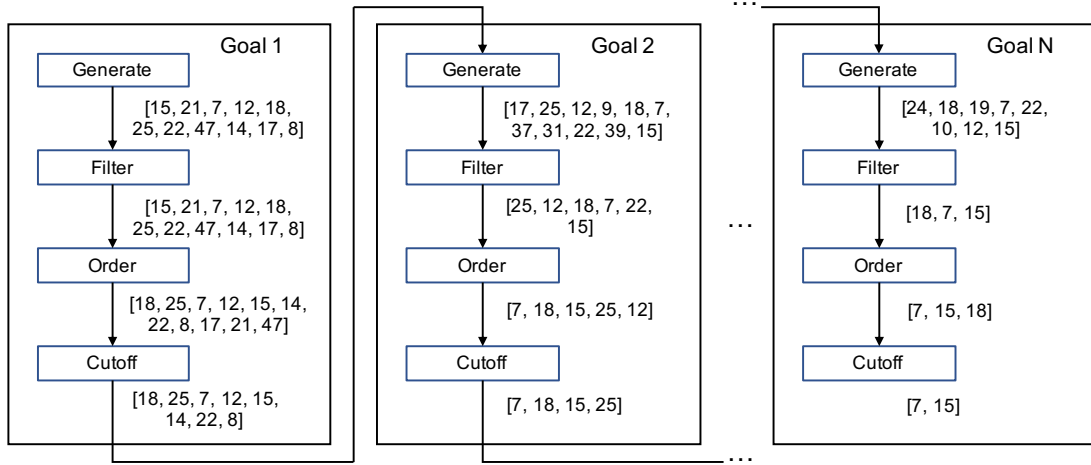 Goal 1
Generate
[15, 21, 7, 12, 18,
25, 22, 47, 14, 17, 8]
Filter
[15, 21, 7, 12, 18,
25, 22, 47, 14, 17, 8]
Order
[18, 25, 7, 12, 15, 14,
22, 8, 17, 21, 47]
Cutoff
[18, 25, 7, 12, 15,
14, 22, 8]
Goal 2
Generate
[17, 25, 12, 9, 18, 7,
37, 31, 22, 39, 15]
Filter
[25, 12, 18, 7, 22,
15]
Order
[7, 18, 15, 25, 12]
Cutoff
[7, 18, 15, 25]
...
...
...
Goal N
Generate
[24, 18, 19, 7, 22,
10, 12, 15]
Filter
[18, 7, 15]
Order
[7, 15, 18]
Cutoff
[7, 15]